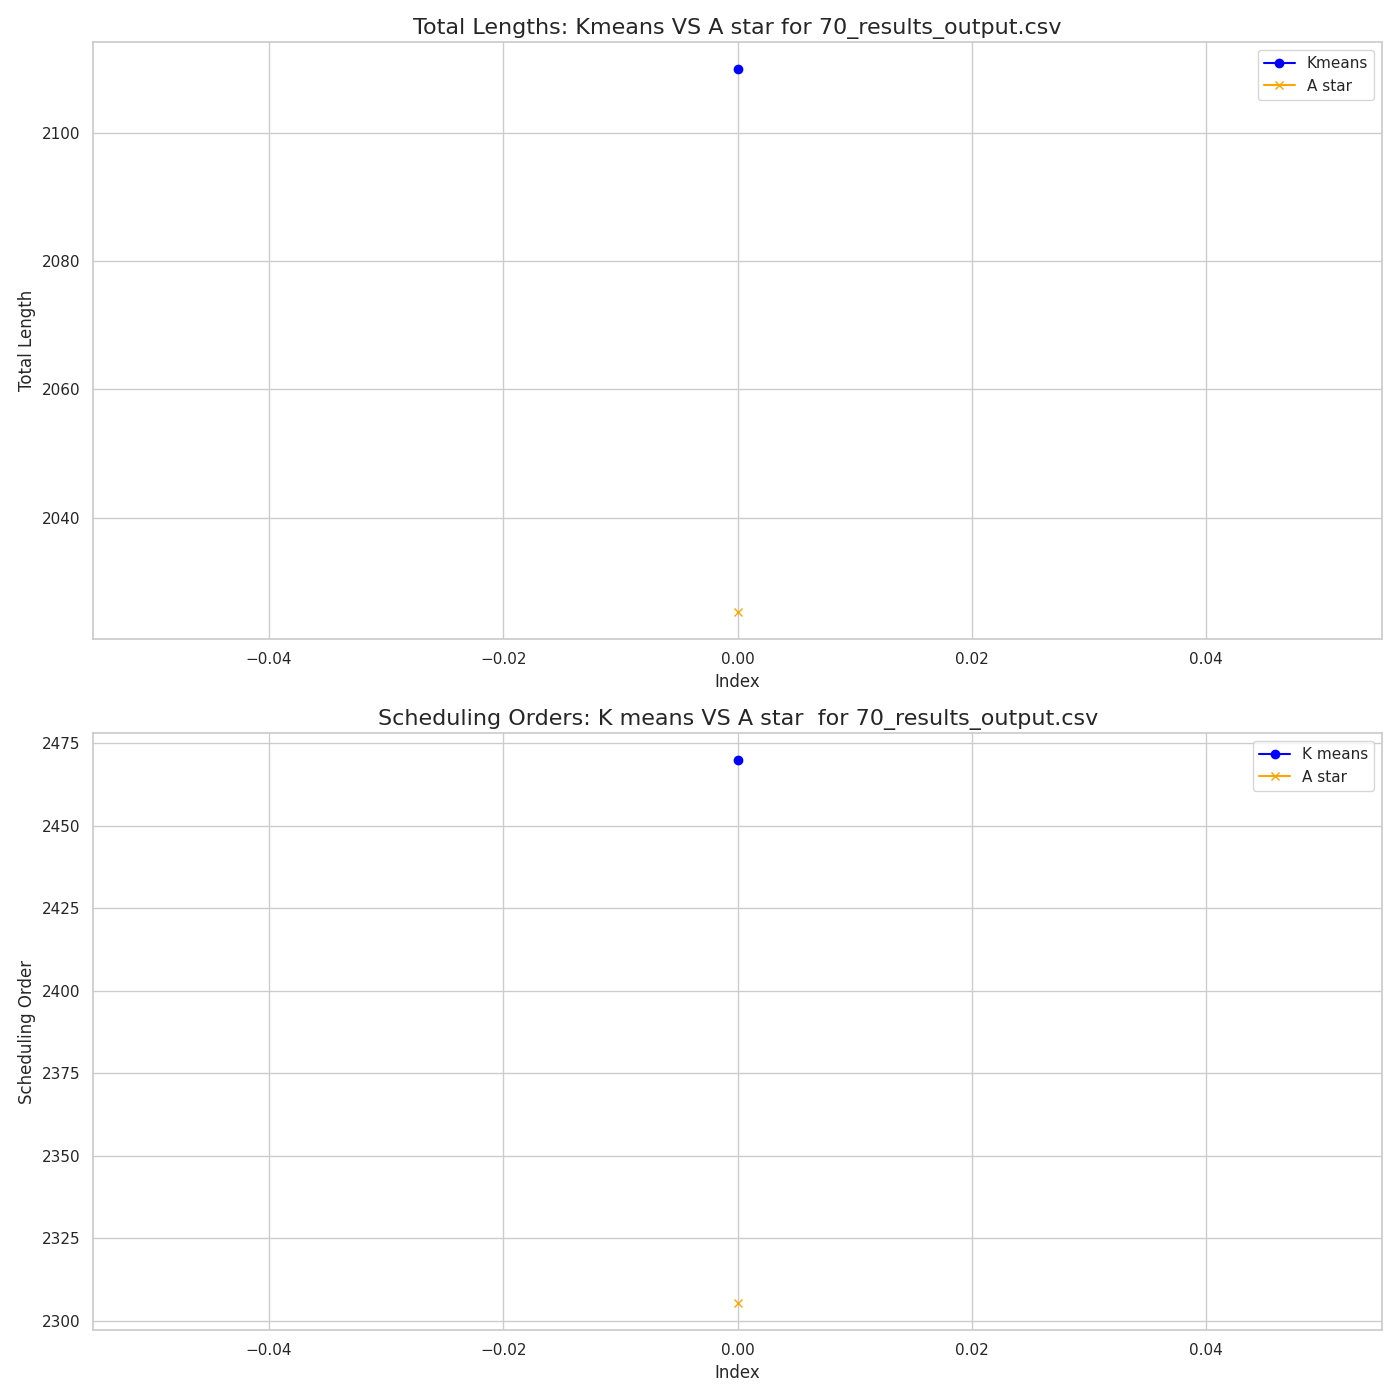 Total Lengths: Kmeans VS A star for 70_results_output.csv
Kmeans
A star
2100
2080
2060
2040
Total Length
−0.04
−0.02
0.00
0.02
0.04
Index
Scheduling Orders: K means VS A star  for 70_results_output.csv
K means
A star
2475
2450
2425
2400
2375
2350
2325
2300
Scheduling Order
−0.04
−0.02
0.00
0.02
0.04
Index